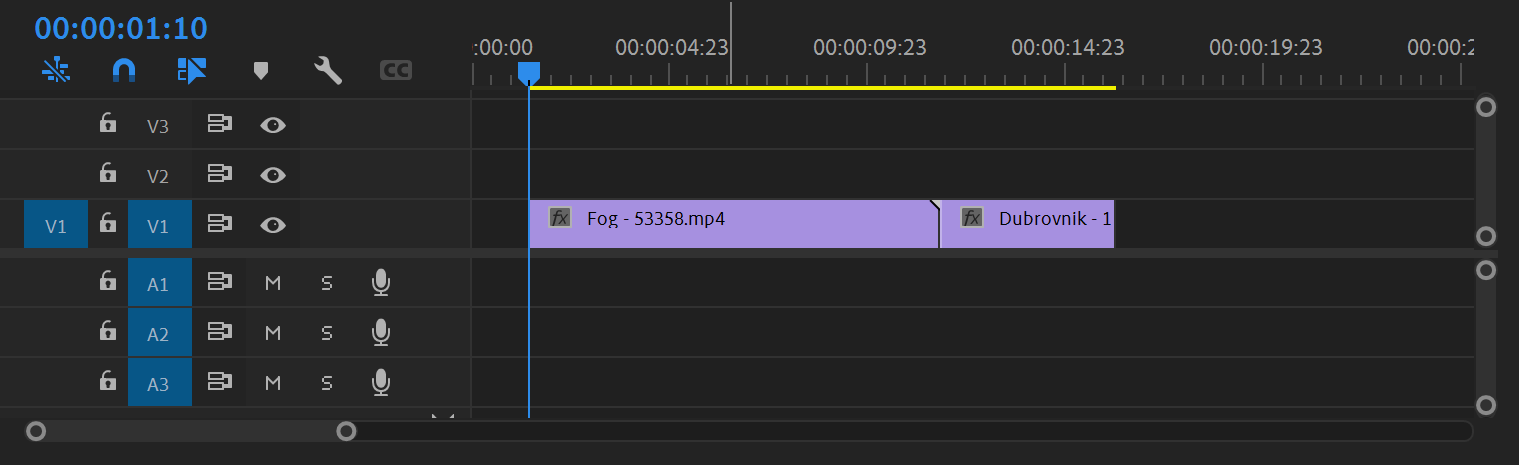 00:00:01:10
:00:00 00:00:04:23 00:00:09:23 00:00:14:23 00:00:19:23 00:00:2
CC
V3
V2
V1 V1 fx Fog - 53358.mp4 fx Dubrovnik - 1
A1 M S
A2 M S
A3 M S